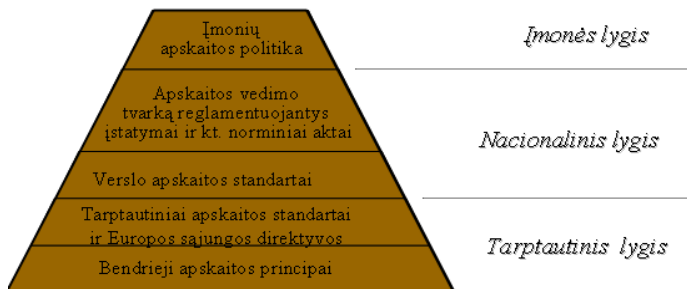 Įmonių
apskaitos politika
Įmonės lygis
Apskaitos vedimo
tvarką reglamentuojantys
įstatymai ir kt. norminiai aktai
Verslo apskaitos standartai
Nacionalinis lygis
Tarptautiniai apskaitos standartai
ir Europos sąjungos direktyvos
Bendrieji apskaitos principai
Tarptautinis lygis